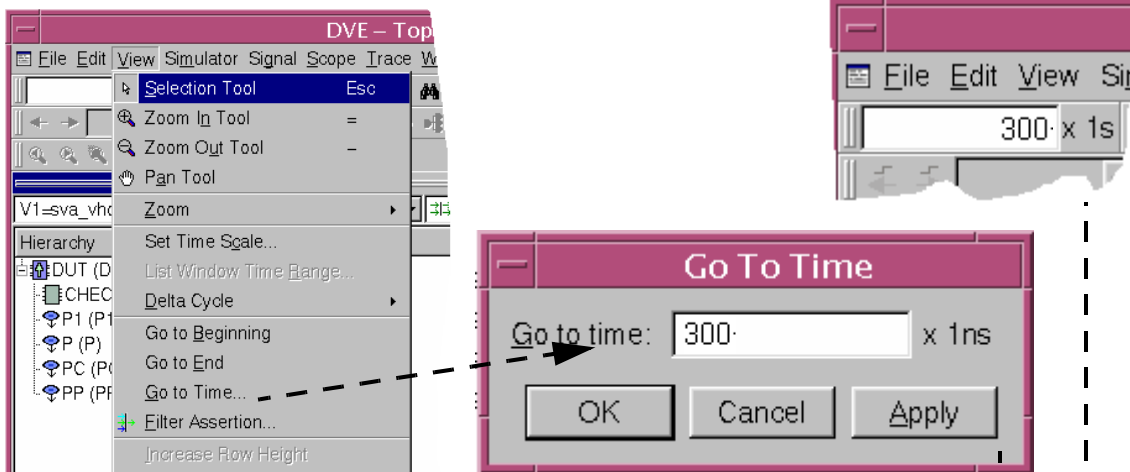 DVE – Top
File Edit View Simulator Signal Scope Trace W
Selection Tool Esc
Zoom In Tool =
Zoom Out Tool –
Pan Tool
V1=sva_vhd
Zoom
Hierarchy
Set Time Scale...
DUT (D
List Window Time Range...
CHEC
Delta Cycle
P1 (P1
Go to Beginning
P (P)
Go to End
PC (P
Go to Time...
PP (PP
Filter Assertion...
Increase Row Height
File Edit View Si
300 x 1s
Go To Time
Go to time: 300 x 1ns
OK Cancel Apply